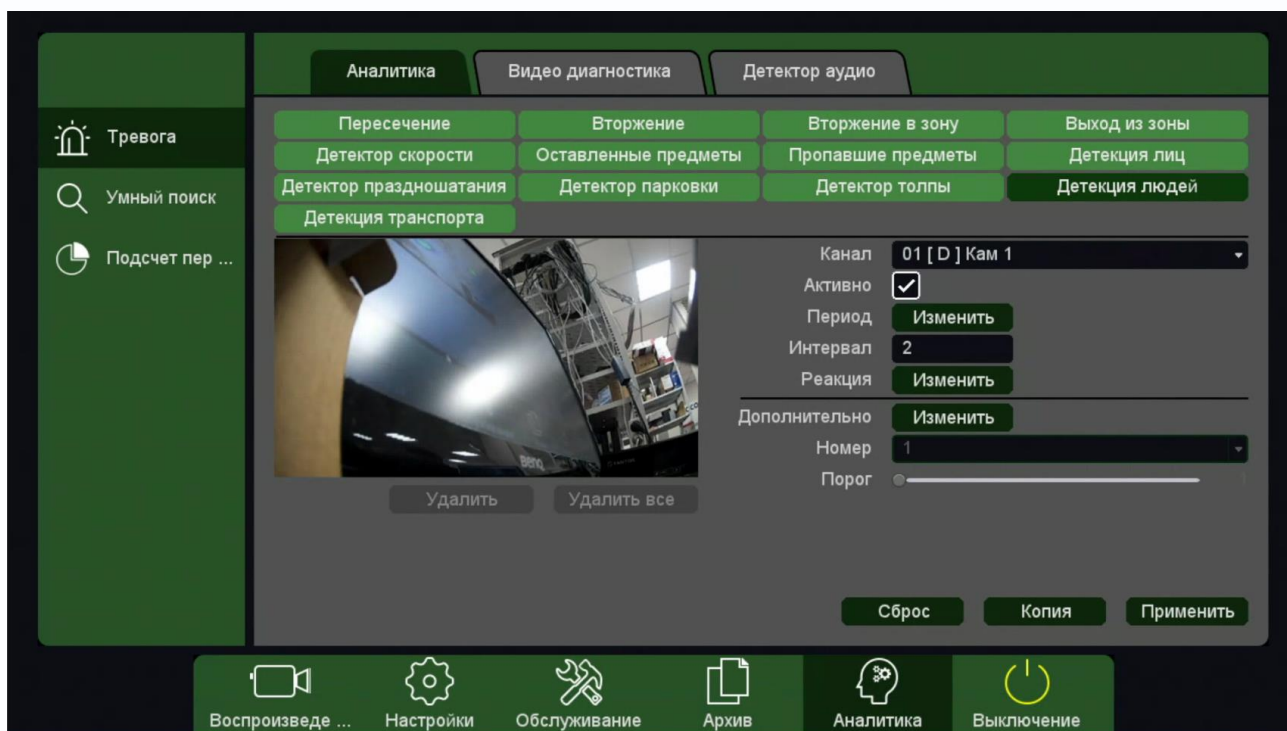 Аналитика Видео диагностика Детектор аудио
Тревога
Умный поиск
Подсчет пер ...
Пересечение Вторжение Вторжение в зону Выход из зоны
Детектор скорости Оставленные предметы Пропавшие предметы Детекция лиц
Детектор праздношатания Детектор парковки Детектор толпы Детекция людей
Детекция транспорта
Канал 01 [ D ] Кам 1
Активно
Период Изменить
Интервал 2
Реакция Изменить
Дополнительно Изменить
Номер 1
Порог 1
BenQ
Удалить Удалить все
Сброс Копия Применить
Воспроизведе ... Настройки Обслуживание Архив Аналитика Выключение